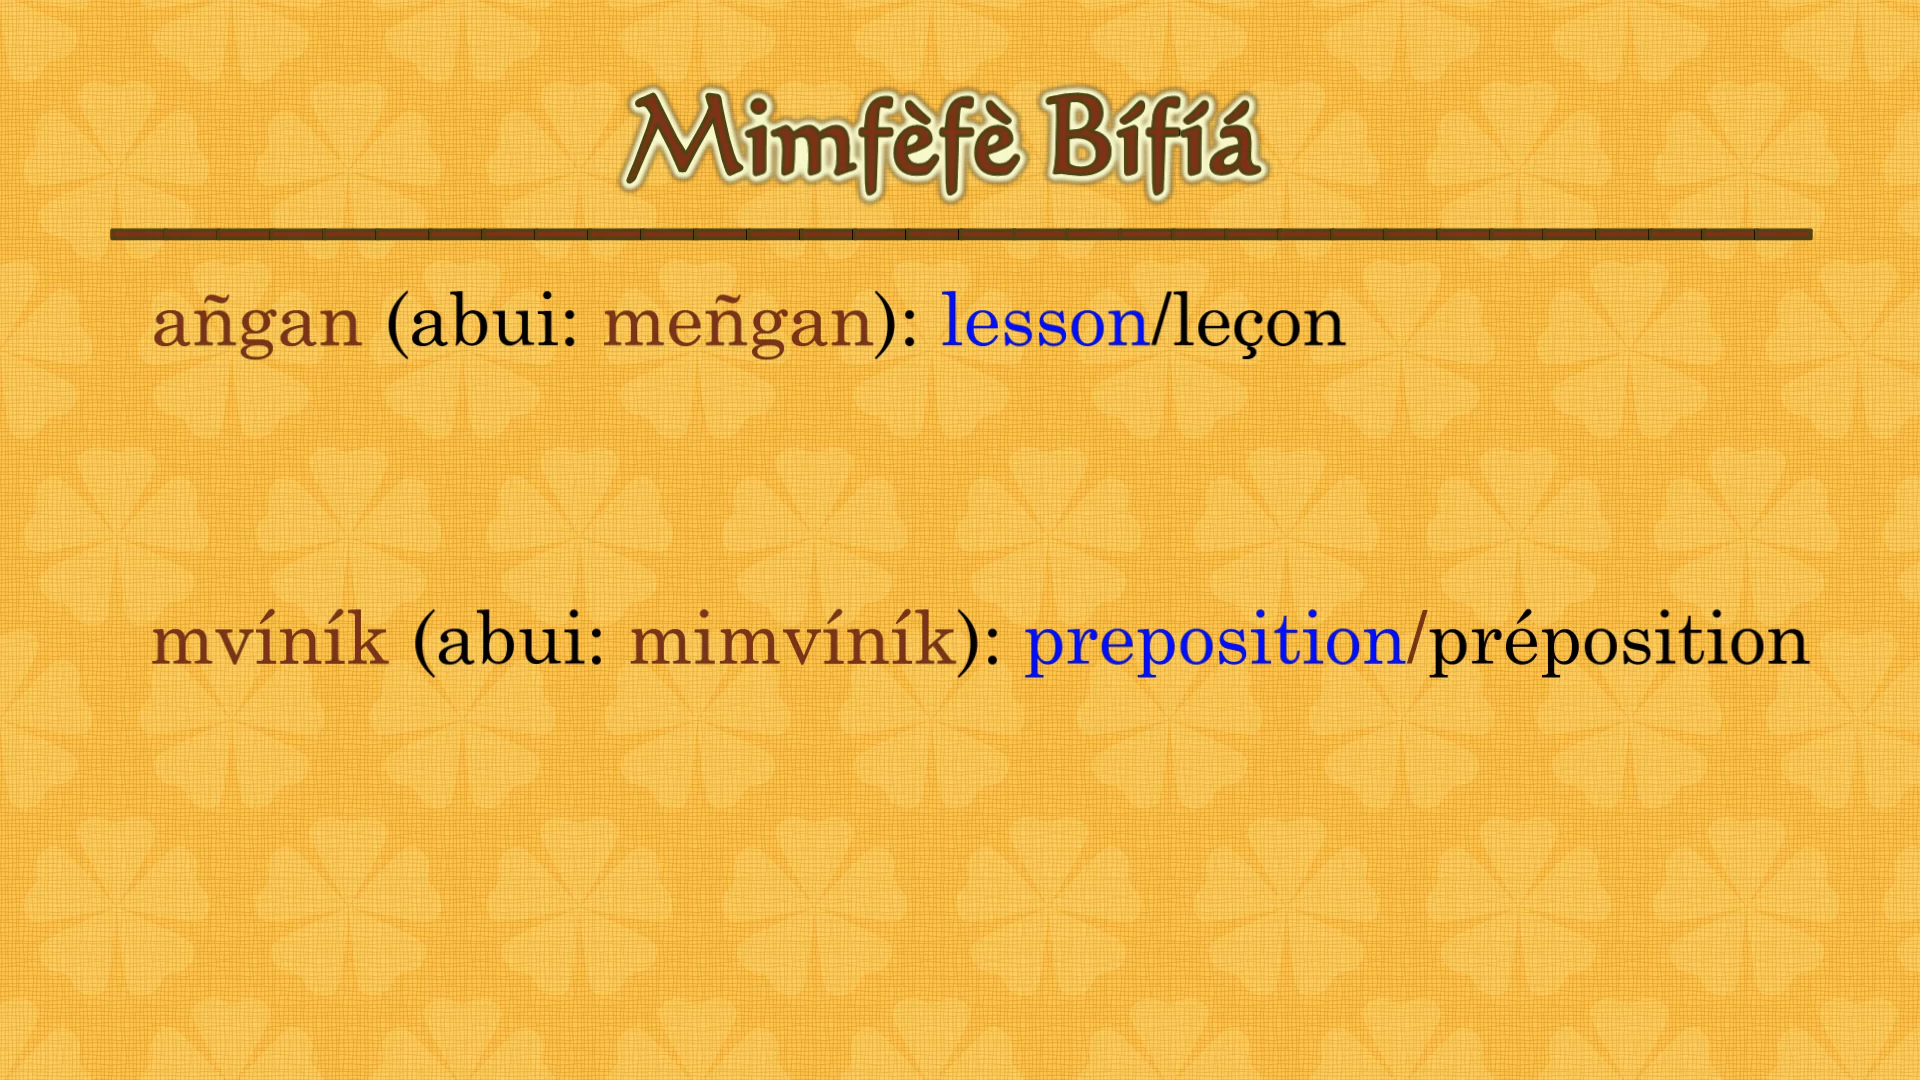 Mimfèfè Bífíá
añgan (abui: meñgan): lesson/leçon
mvíník (abui: mimvíník): preposition/préposition